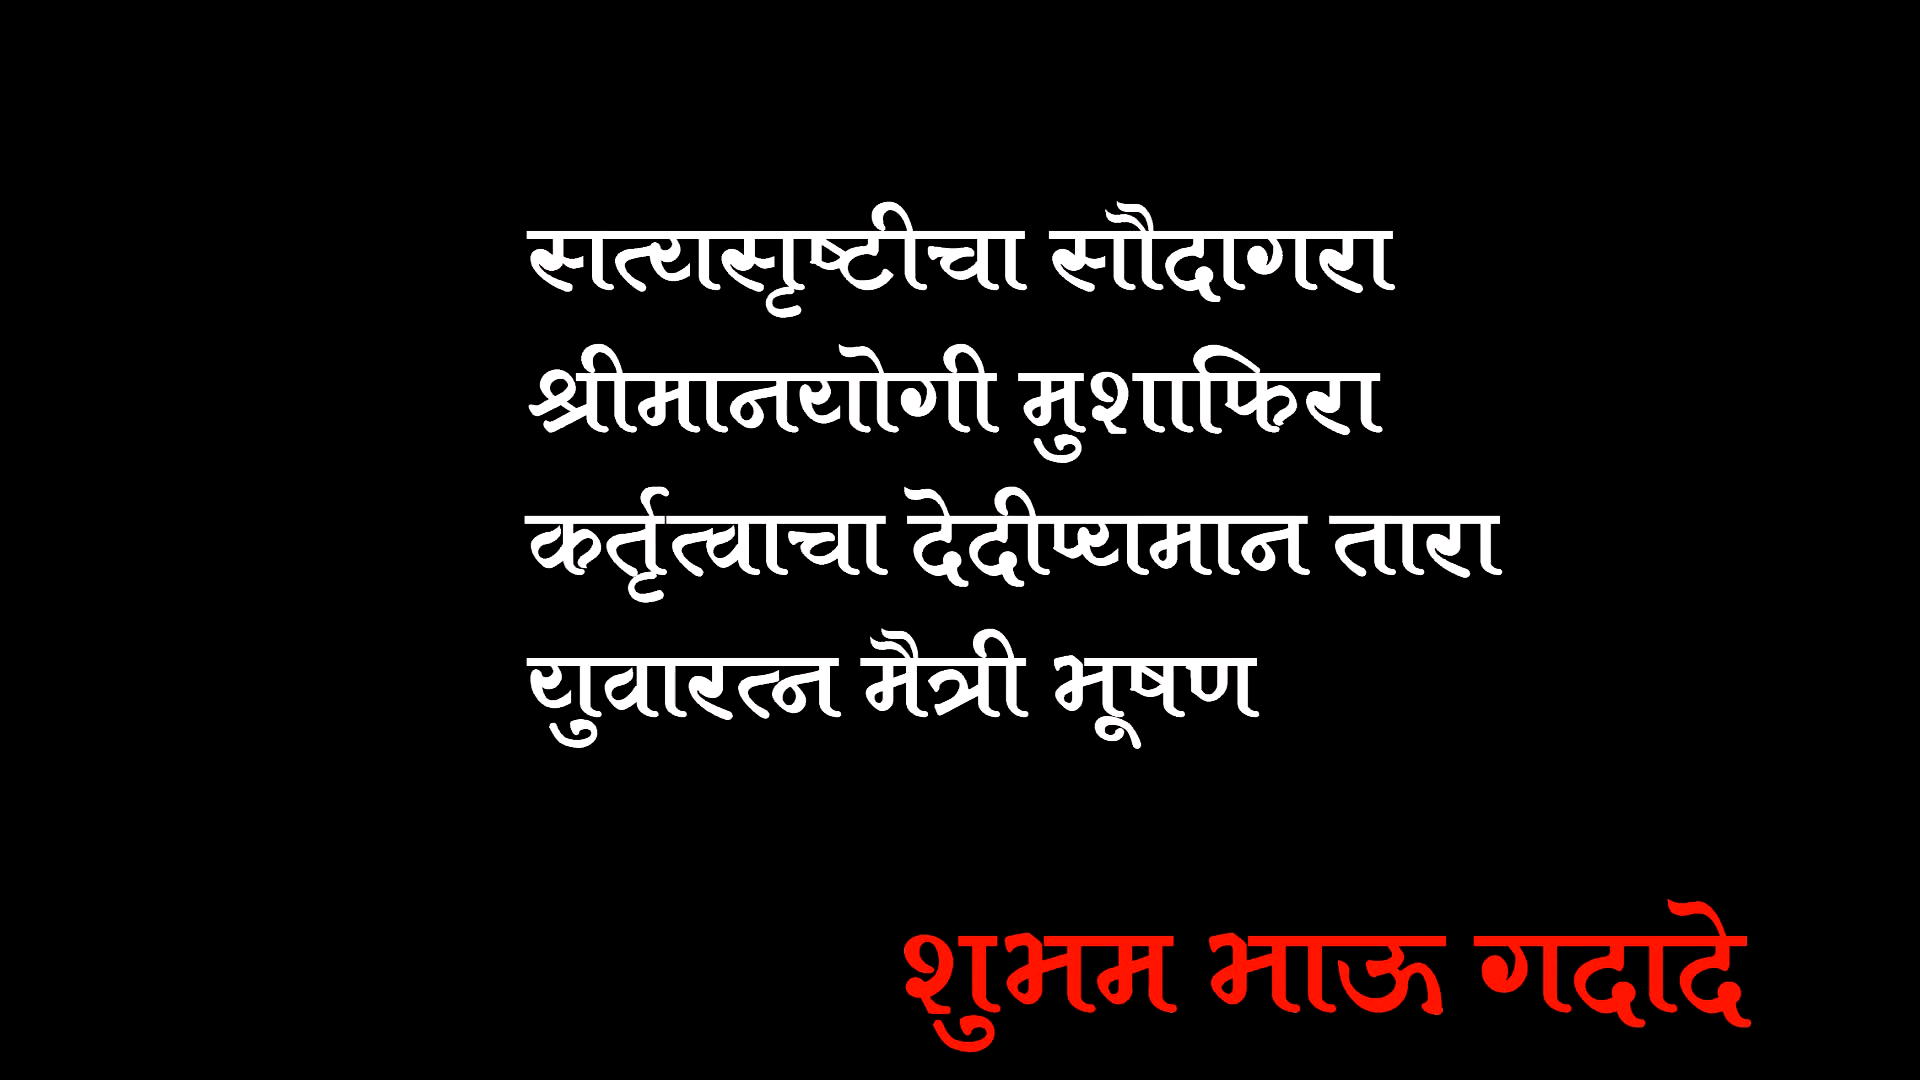 सत्यसृष्टीचा सौदागरा
श्रीमानयोगी मुशाफिरा
कर्तृत्वाचा देदीप्यमान तारा
युवारत्न मैत्री भूषण
शुभम भाऊ गदादे